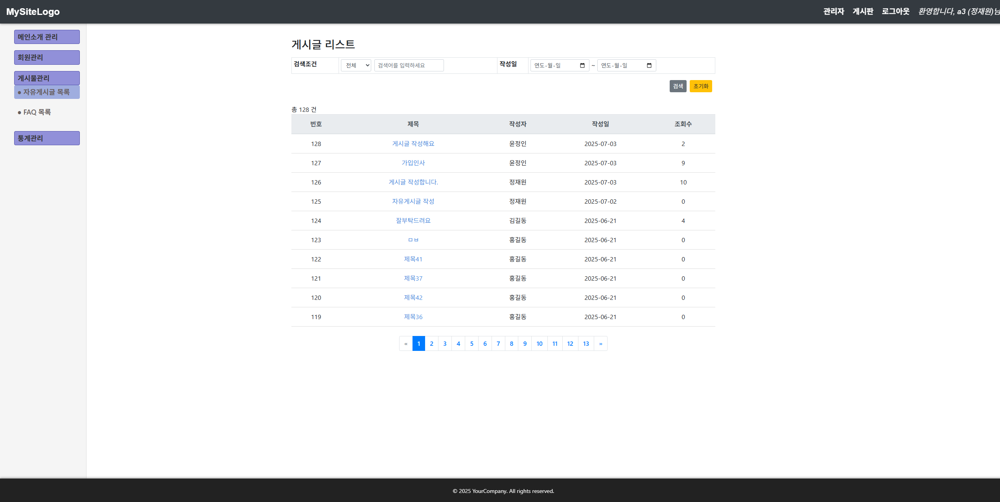 MySiteLogo
관리자 게시판 로그아웃 환영합니다, a3 (정재원)님
메인소개 관리
회원관리
게시물관리
● 자유게시글 목록
● FAQ 목록
통계관리
게시글 리스트
검색조건 전체 검색어를 입력하세요 작성일 연도-월-일 ~ 연도-월-일
검색 초기화
총 128 건
번호 제목 작성자 작성일 조회수
128 게시글 작성해요 윤정인 2025-07-03 2
127 가입인사 윤정인 2025-07-03 9
126 게시글 작성합니다. 정재원 2025-07-03 10
125 자유게시글 작성 정재원 2025-07-02 0
124 잘부탁드려요 김길동 2025-06-21 4
123 ㅁㅂ 홍길동 2025-06-21 0
122 제목41 홍길동 2025-06-21 0
121 제목37 홍길동 2025-06-21 0
120 제목42 홍길동 2025-06-21 0
119 제목36 홍길동 2025-06-21 0
« 1 2 3 4 5 6 7 8 9 10 11 12 13 »
© 2025 YourCompany. All rights reserved.